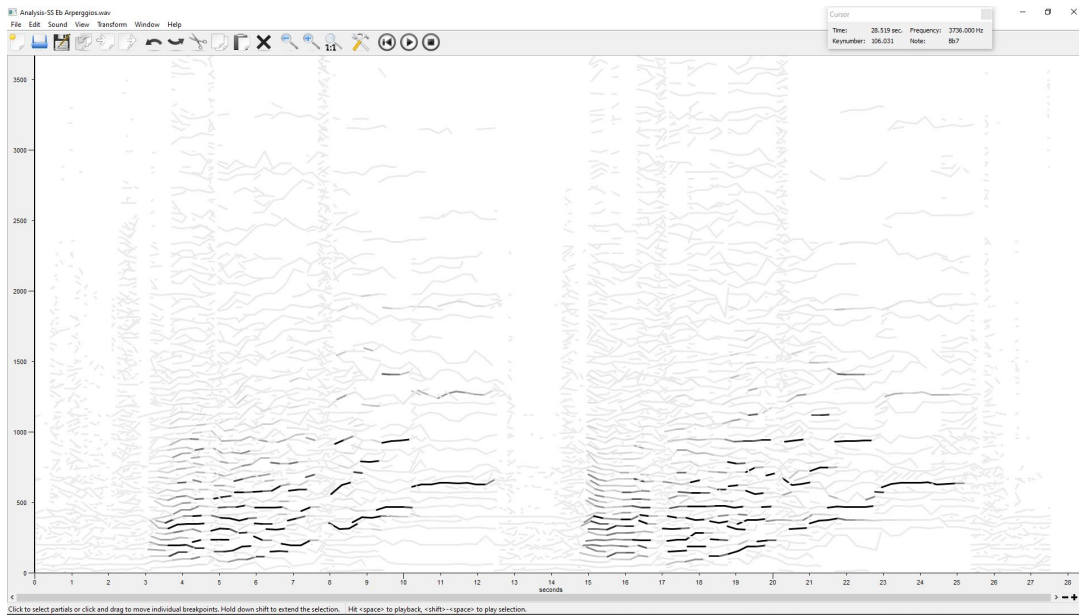 Analysis-SS Eb Arperggios.wav
File Edit Sound View Transform Window Help
1:1
Cursor
Time: 28.519 sec. Frequency: 3736.000 Hz
Keynumber: 106.031 Note: Bb7
3500
3000
2500
2000
1500
1000
500
0
0 1 2 3 4 5 6 7 8 9 10 11 12 13 14 15 16 17 18 19 20 21 22 23 24 25 26 27 28
seconds
Click to select partials or click and drag to move individual breakpoints. Hold down shift to extend the selection. Hit <space> to playback, <shift>-<space> to play selection.